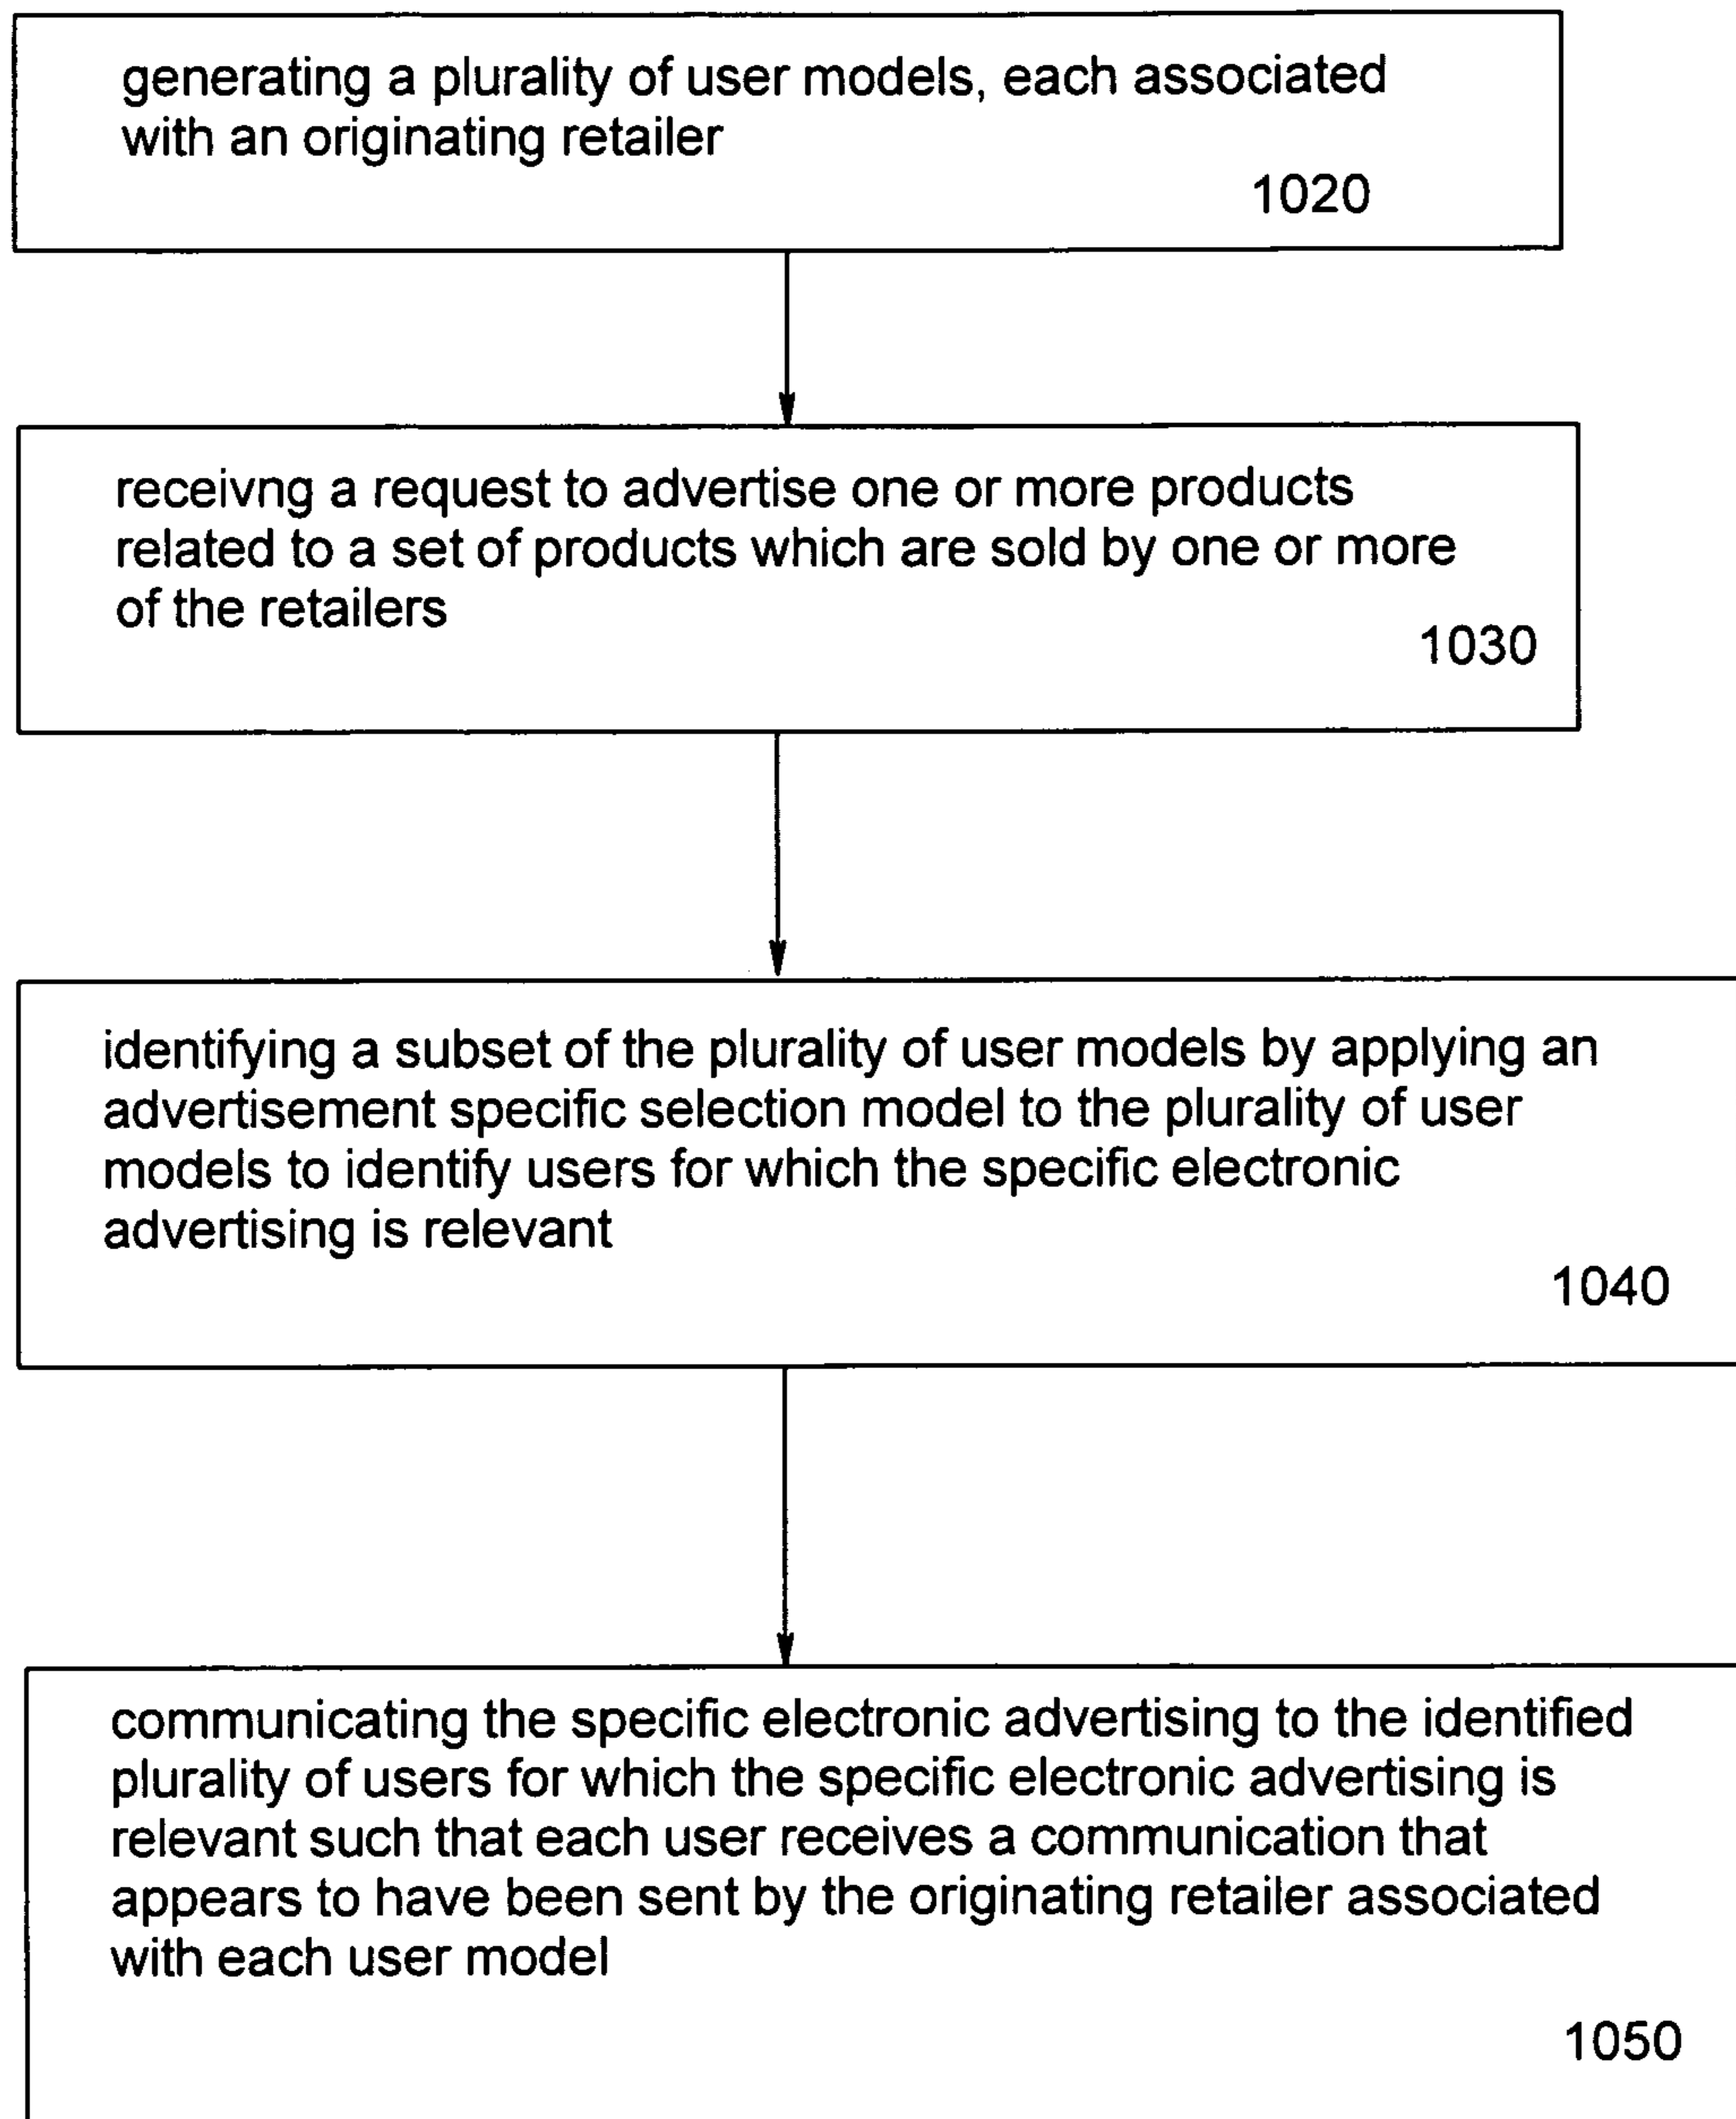 generating a plurality of user models, each associated
with an originating retailer
1020
receivng a request to advertise one or more products
related to a set of products which are sold by one or more
of the retailers
1030
identifying a subset of the plurality of user models by applying an
advertisement specific selection model to the plurality of user
models to identify users for which the specific electronic
advertising is relevant
1040
communicating the specific electronic advertising to the identified
plurality of users for which the specific electronic advertising is
relevant such that each user receives a communication that
appears to have been sent by the originating retailer associated
with each user model
1050